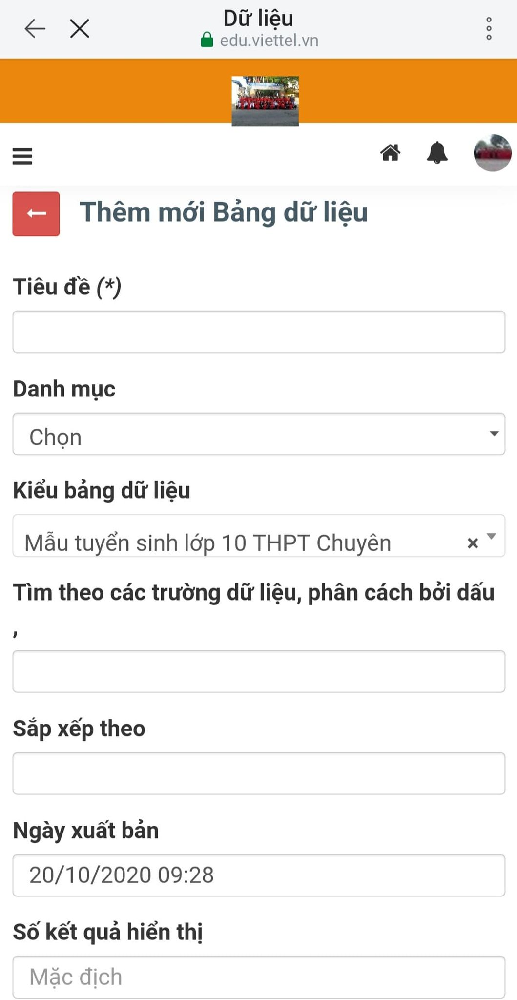 Dữ liệu
edu.viettel.vn
Thêm mới Bảng dữ liệu
Tiêu đề (*)
Danh mục
Chọn
Kiểu bảng dữ liệu
Mẫu tuyển sinh lớp 10 THPT Chuyên
Tìm theo các trường dữ liệu, phân cách bởi dấu
,
Sắp xếp theo
Ngày xuất bản
20/10/2020 09:28
Số kết quả hiển thị
Mặc định